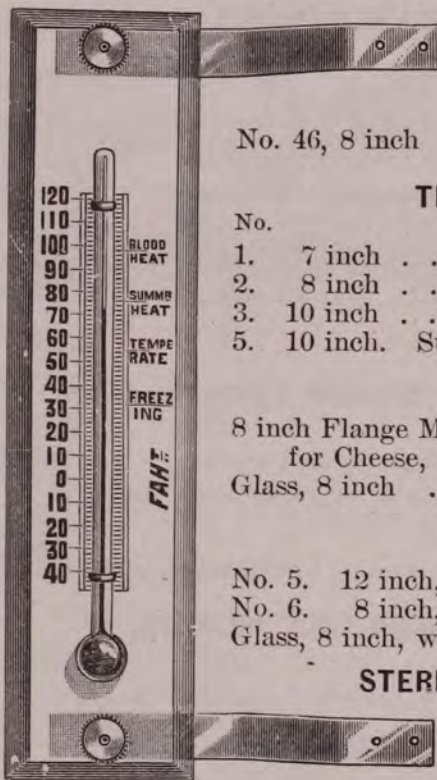 120
110
100
90
80
70
60
50
40
30
20
10
0
10
20
30
40
BLOOD
HEAT
SUMMR
HEAT
TEMPE
RATE
FREEZ
ING
FAHT
No. 46, 8 inch
No.
1. 7 inch . .
2. 8 inch . .
3. 10 inch . .
5. 10 inch.
8 inch Flange
for Cheese,
Glass, 8 inch .
No. 5. 12 inch,
No. 6. 8 inch,
Glass, 8 inch,